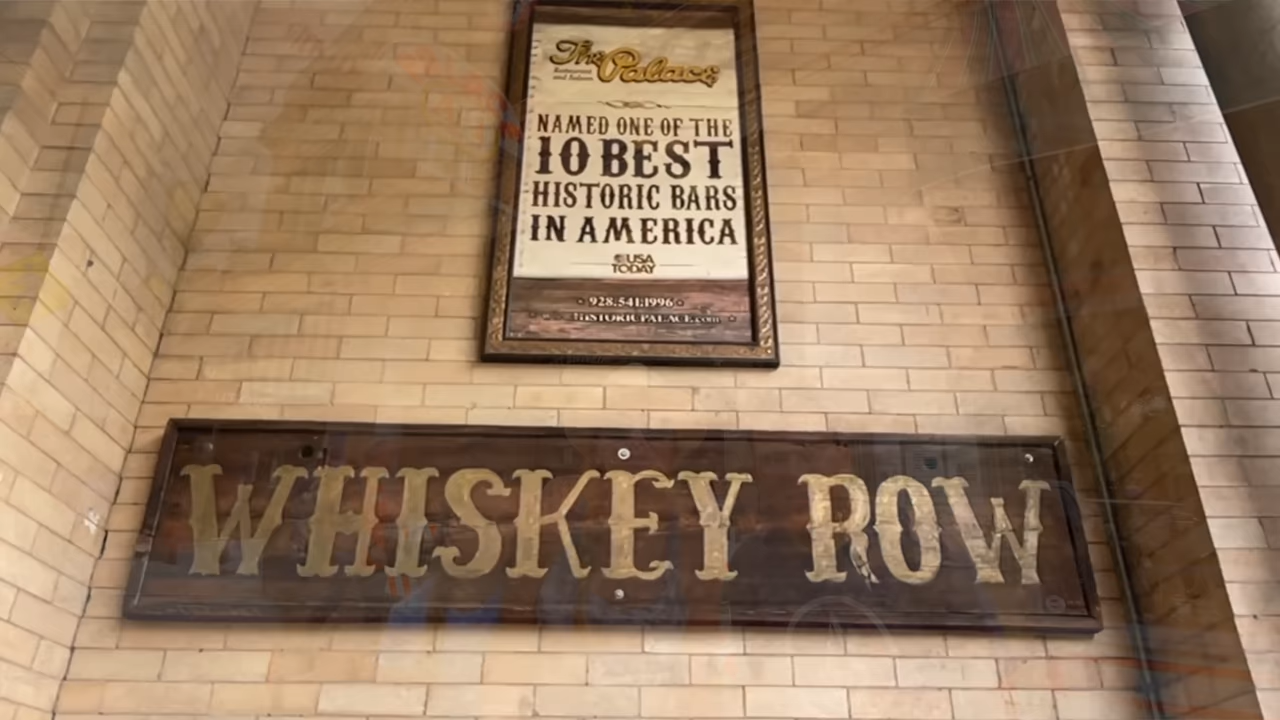 The Palace
Restaurant
and Saloon
NAMED ONE OF THE
10 BEST
HISTORIC BARS
IN AMERICA
USA
TODAY
928.541.1996
HISTORICPALACE.com
WHISKEY ROW